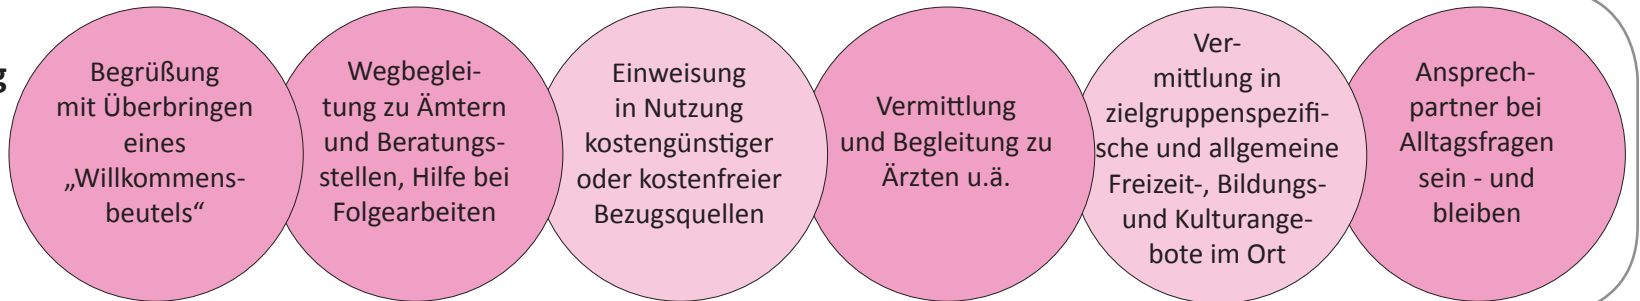 g
Begrüßung
mit Überbringen
eines
„Willkommens-
beutels“
Wegbeglei-
tung zu Ämtern
und Beratungs-
stellen, Hilfe bei
Folgearbeiten
Einweisung
in Nutzung
kostengünstiger
oder kostenfreier
Bezugsquellen
Vermittlung
und Begleitung zu
Ärzten u.ä.
Ver-
mittlung in
zielgruppenspezifi-
sche und allgemeine
Freizeit-, Bildungs-
und Kulturange-
bote im Ort
Ansprech-
partner bei
Alltagsfragen
sein - und
bleiben